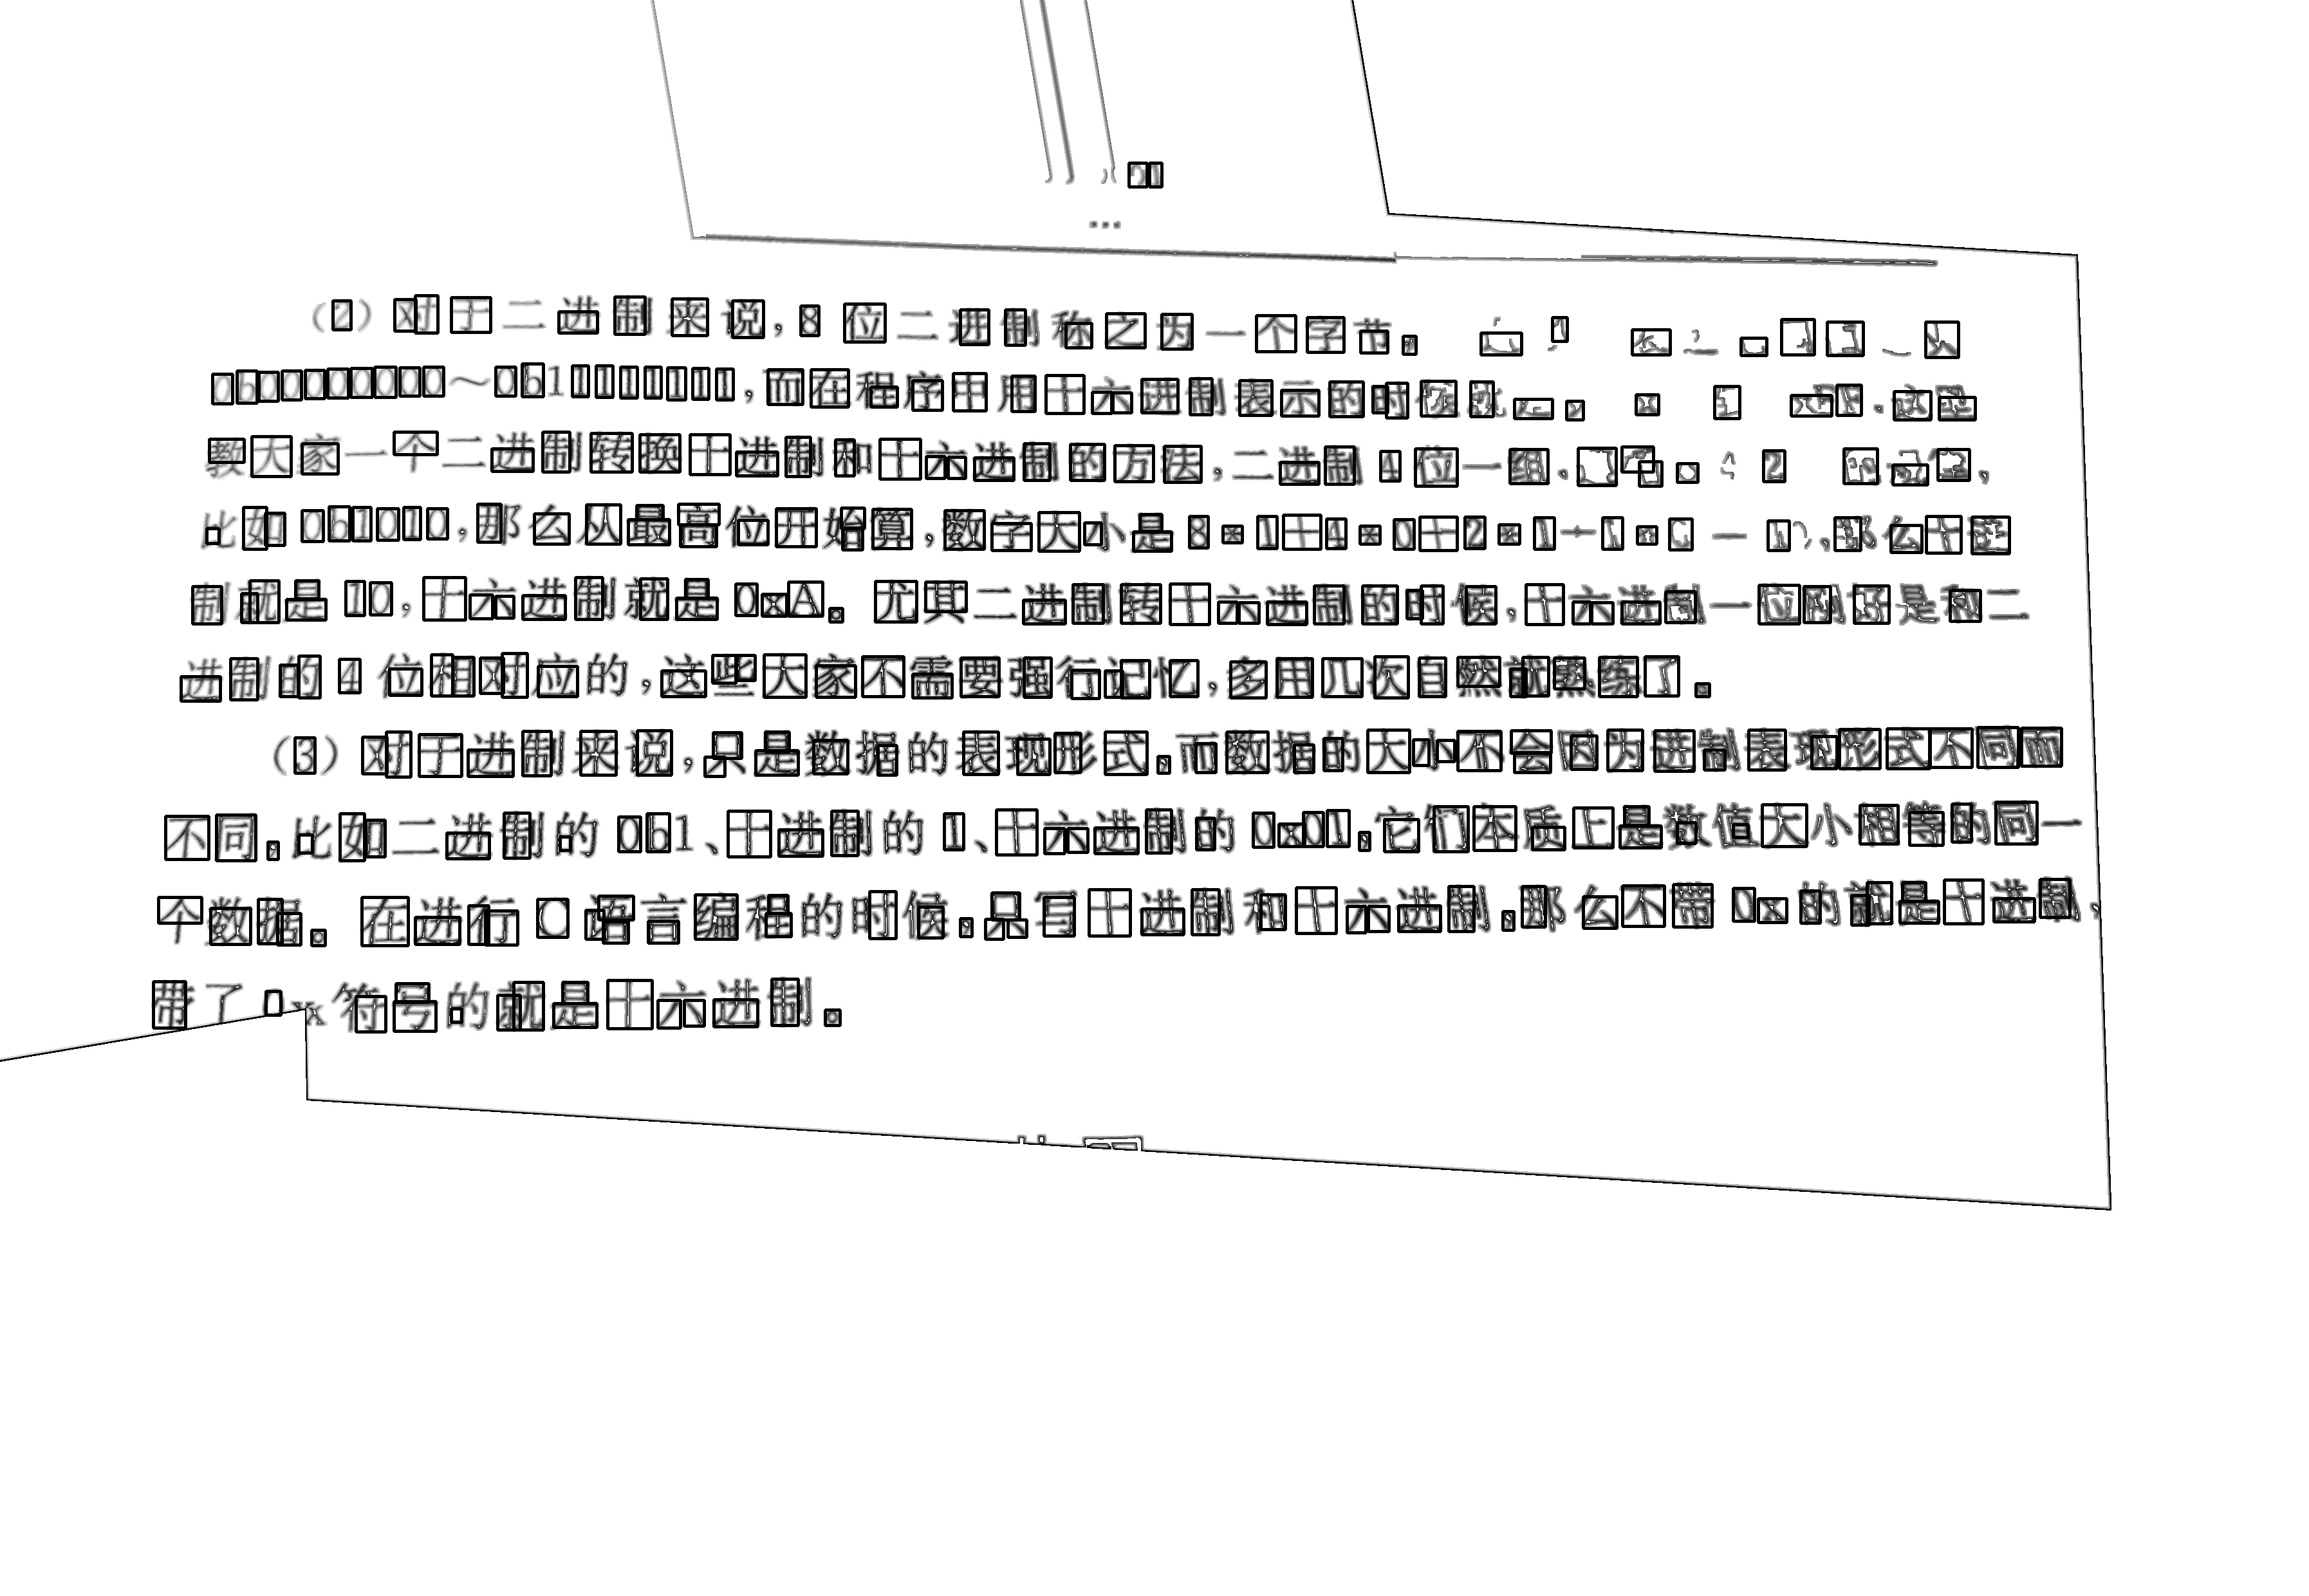 21
…
（2）对于二进制来说，8 位二进制称之为一个字节。
0b00000000～0b11111111，而在程序中用十六进制表示的时候就
教大家一个二进制转换十进制和十六进制的方法，二进制 4 位一组，
比如 0b1010，那么从最高位开始算，数字大小是 8*1+4*0+2*1+1*0 = 10，那么十进
制就是 10，十六进制就是 0xA。尤其二进制转十六进制的时候，十六进制一位刚好是和二
进制的 4 位相对应的，这些大家不需要强行记忆，多用几次自然就熟练了。
（3）对于进制来说，只是数据的表现形式，而数据的大小不会因为进制表现形式不同而
不同，比如二进制的 0b1、十进制的 1、十六进制的 0x01，它们本质上是数值大小相等的同一
个数据。在进行 C 语言编程的时候，只写十进制和十六进制，那么不带 0x 的就是十进制，
带了 0x 符号的就是十六进制。